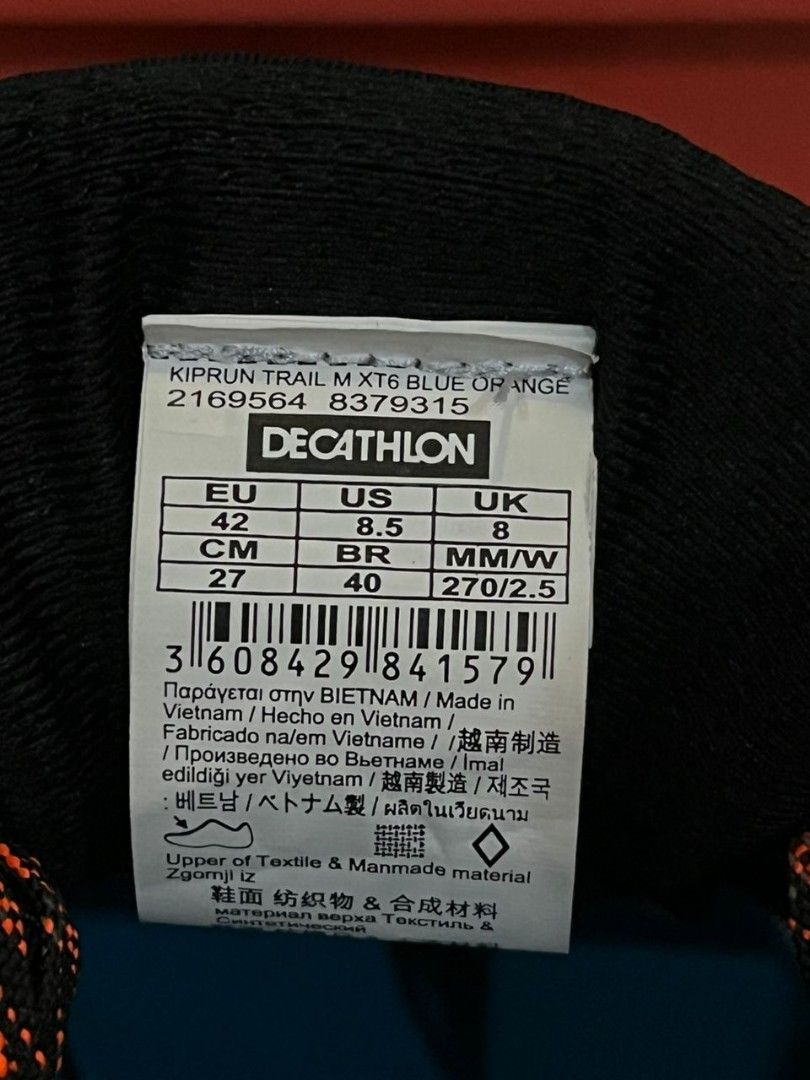 KIPRUN TRAIL M XT6 BLUE ORANGE
2169564 8379315
DECATHLON
EU US UK
42 8.5 8
CM BR MM/W
27 40 270/2.5
3 608429 841579
Παράγεται στην ΒΙΕΤΝΑΜ / Made in
Vietnam / Hecho en Vietnam /
Fabricado na/em Vietname / /越南制造
/ Произведено во Вьетнаме / İmal
edildiği yer Viyetnam / 越南製造 / 제조국
: 베트남 / ベトナム製 / ผลิตในเวียดนาม
Upper of Textile & Manmade material
Zgornji iz
鞋面 纺织物 & 合成材料
материал верха Текстиль &
Синтетический